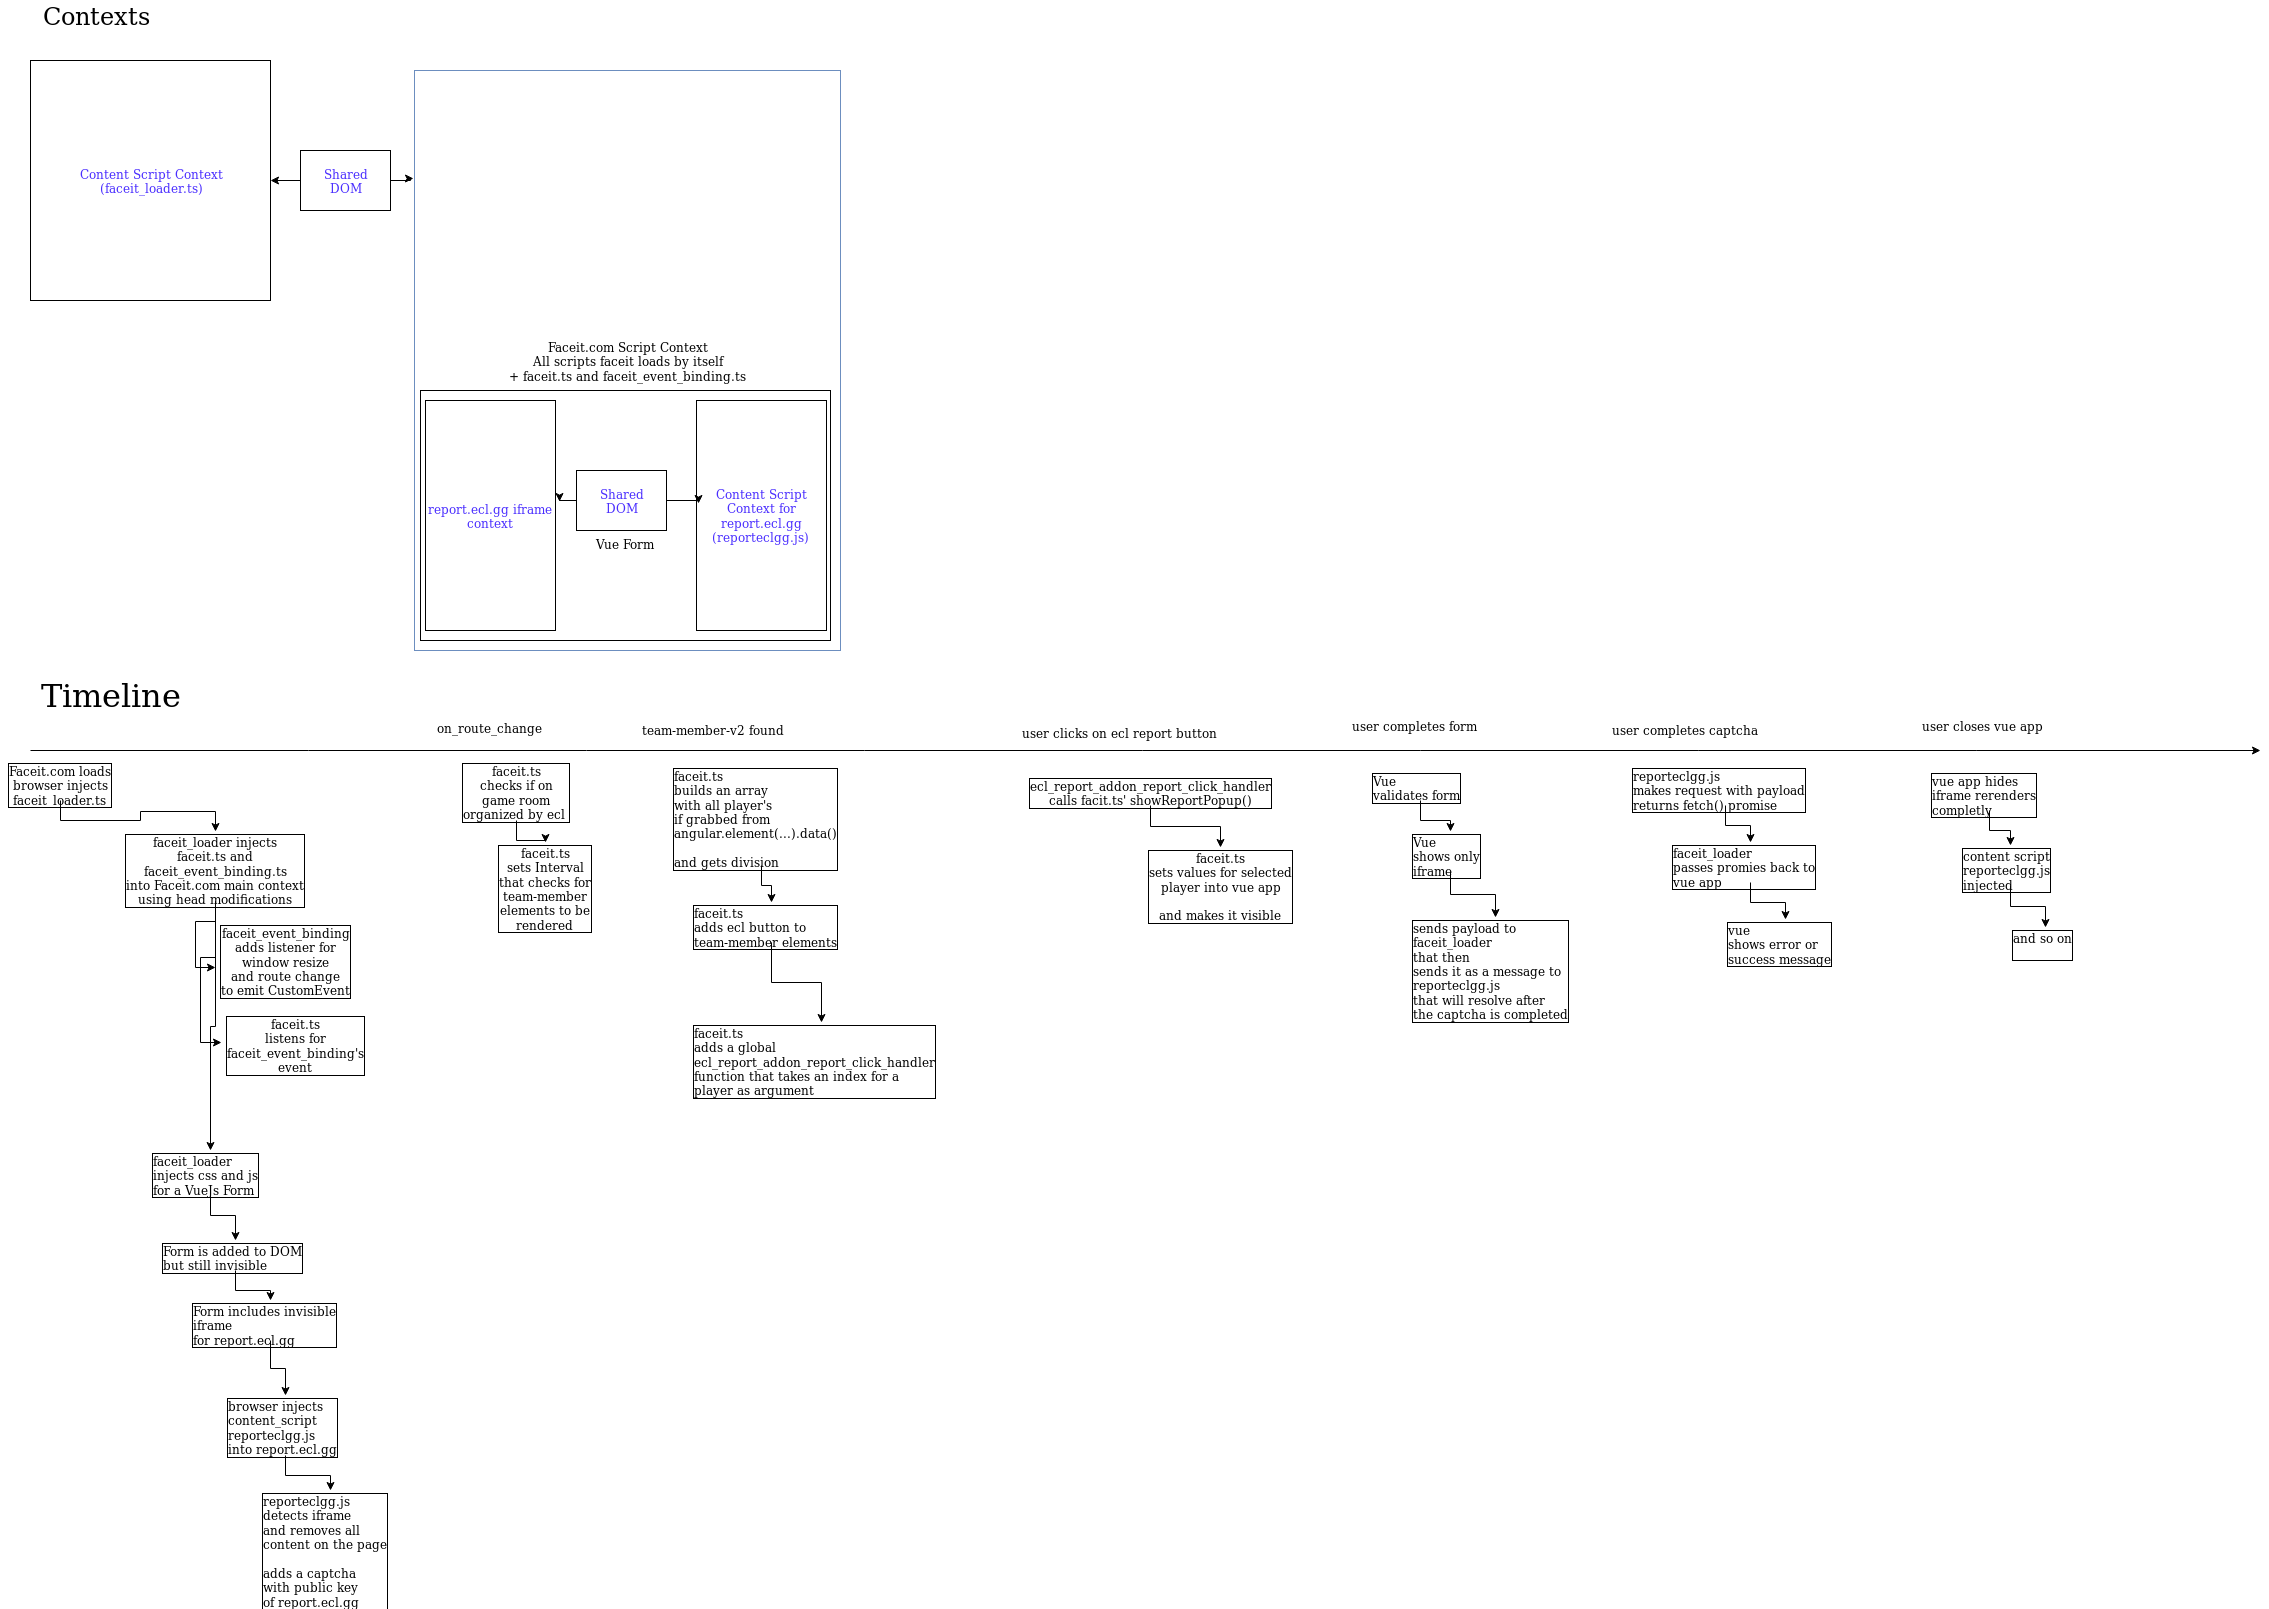 Contexts
Content Script Context
(faceit_loader.ts)
Shared
DOM
Faceit.com Script Context
All scripts faceit loads by itself
+ faceit.ts and faceit_event_binding.ts
report.ecl.gg iframe
context
Shared
DOM
Vue Form
Content Script
Context for
report.ecl.gg
(reporteclgg.js)
Timeline
on_route_change
team-member-v2 found
user clicks on ecl report button
user completes form
user completes captcha
user closes vue app
Faceit.com loads
browser injects
faceit_loader.ts
faceit_loader injects
faceit.ts and
faceit_event_binding.ts
into Faceit.com main context
using head modifications
faceit_event_binding
adds listener for
window resize
and route change
to emit CustomEvent
faceit.ts
listens for
faceit_event_binding's
event
faceit_loader
injects css and js
for a VueJs Form
Form is added to DOM
but still invisible
Form includes invisible
iframe
for report.ecl.gg
browser injects
content_script
reporteclgg.js
into report.ecl.gg
reporteclgg.js
detects iframe
and removes all
content on the page
adds a captcha
with public key
of report.ecl.gg
faceit.ts
checks if on
game room
organized by ecl
faceit.ts
sets Interval
that checks for
team-member
elements to be
rendered
faceit.ts
builds an array
with all player's
if grabbed from
angular.element(...).data()
and gets division
faceit.ts
adds ecl button to
team-member elements
faceit.ts
adds a global
ecl_report_addon_report_click_handler
function that takes an index for a
player as argument
ecl_report_addon_report_click_handler
calls facit.ts' showReportPopup()
faceit.ts
sets values for selected
player into vue app
and makes it visible
Vue
validates form
Vue
shows only
iframe
sends payload to
faceit_loader
that then
sends it as a message to
reporteclgg.js
that will resolve after
the captcha is completed
reporteclgg.js
makes request with payload
returns fetch() promise
faceit_loader
passes promies back to
vue app
vue
shows error or
success message
vue app hides
iframe rerenders
completly
content script
reporteclgg.js
injected
and so on